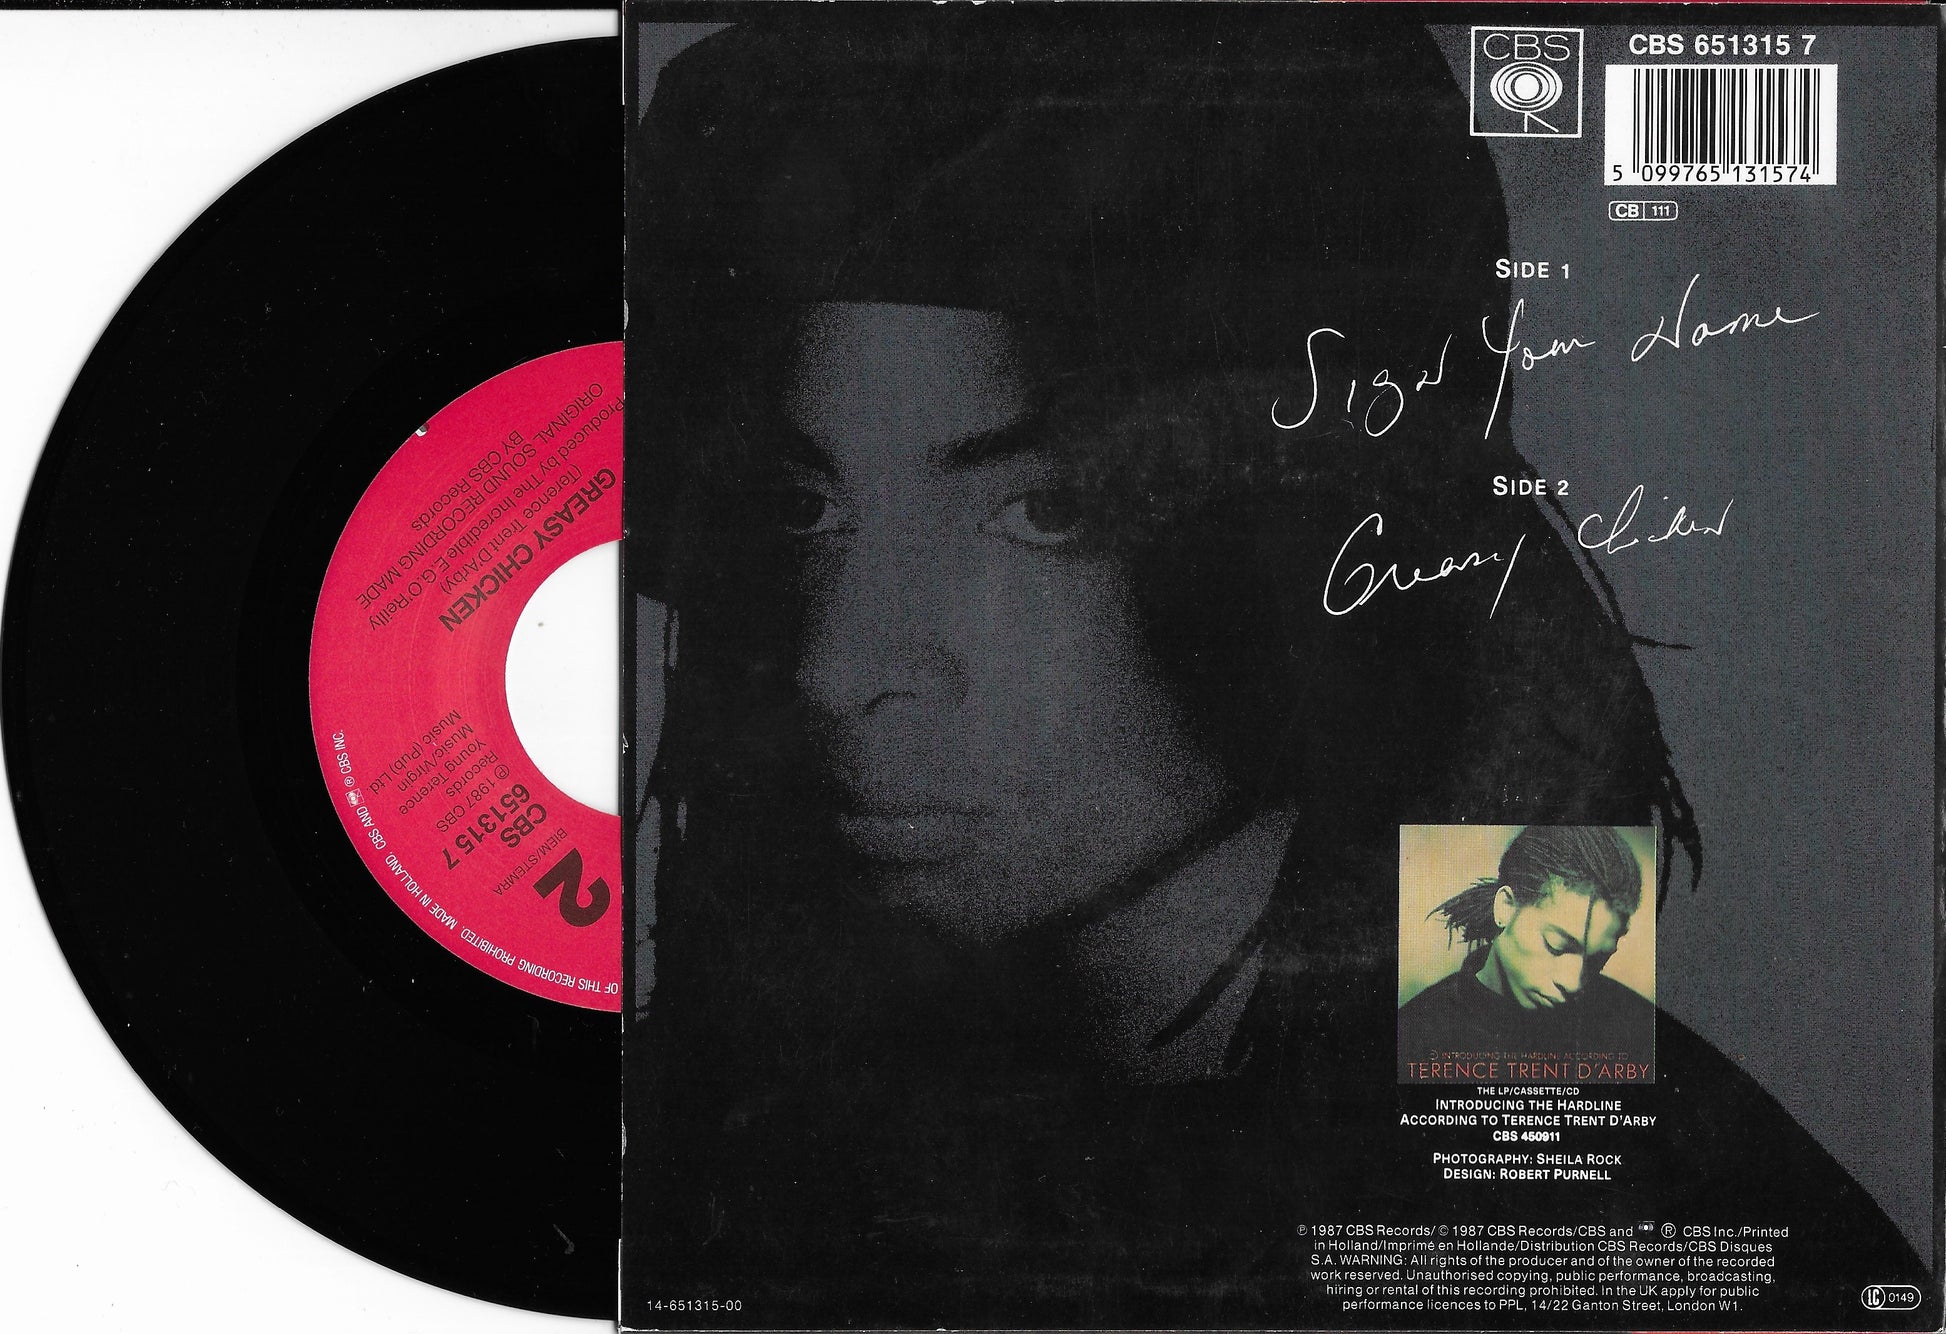 GREASY CHICKEN
(Terence Trent D'Arby)
Produced by The Incredible E.G.O'Reilly
ORIGINAL SOUND RECORDING MADE
BY CBS Records
2
BIEM/STEMRA
CBS
651315 7
℗ 1987 CBS
Records
Young Terence
Music/Virgin
Music (Pub) Ltd
OF THIS RECORDING PROHIBITED. MADE IN HOLLAND. CBS AND ® CBS INC.
CBS
CBS 651315 7
5 099765 131574
CB 111
SIDE 1
Sign Your Name
SIDE 2
Greasy Chicken
INTRODUCING THE HARDLINE ACCORDING TO
TERENCE TRENT D'ARBY
THE LP/CASSETTE/CD
INTRODUCING THE HARDLINE
ACCORDING TO TERENCE TRENT D'ARBY
CBS 450911
PHOTOGRAPHY: SHEILA ROCK
DESIGN: ROBERT PURNELL
℗ 1987 CBS Records/ © 1987 CBS Records/CBS and ® CBS Inc./Printed
in Holland/Imprimé en Hollande/Distribution CBS Records/CBS Disques
S.A. WARNING: All rights of the producer and of the owner of the recorded
work reserved. Unauthorised copying, public performance, broadcasting,
hiring or rental of this recording prohibited. In the UK apply for public
performance licences to PPL, 14/22 Ganton Street, London W1.
14-651315-00
LC 0149